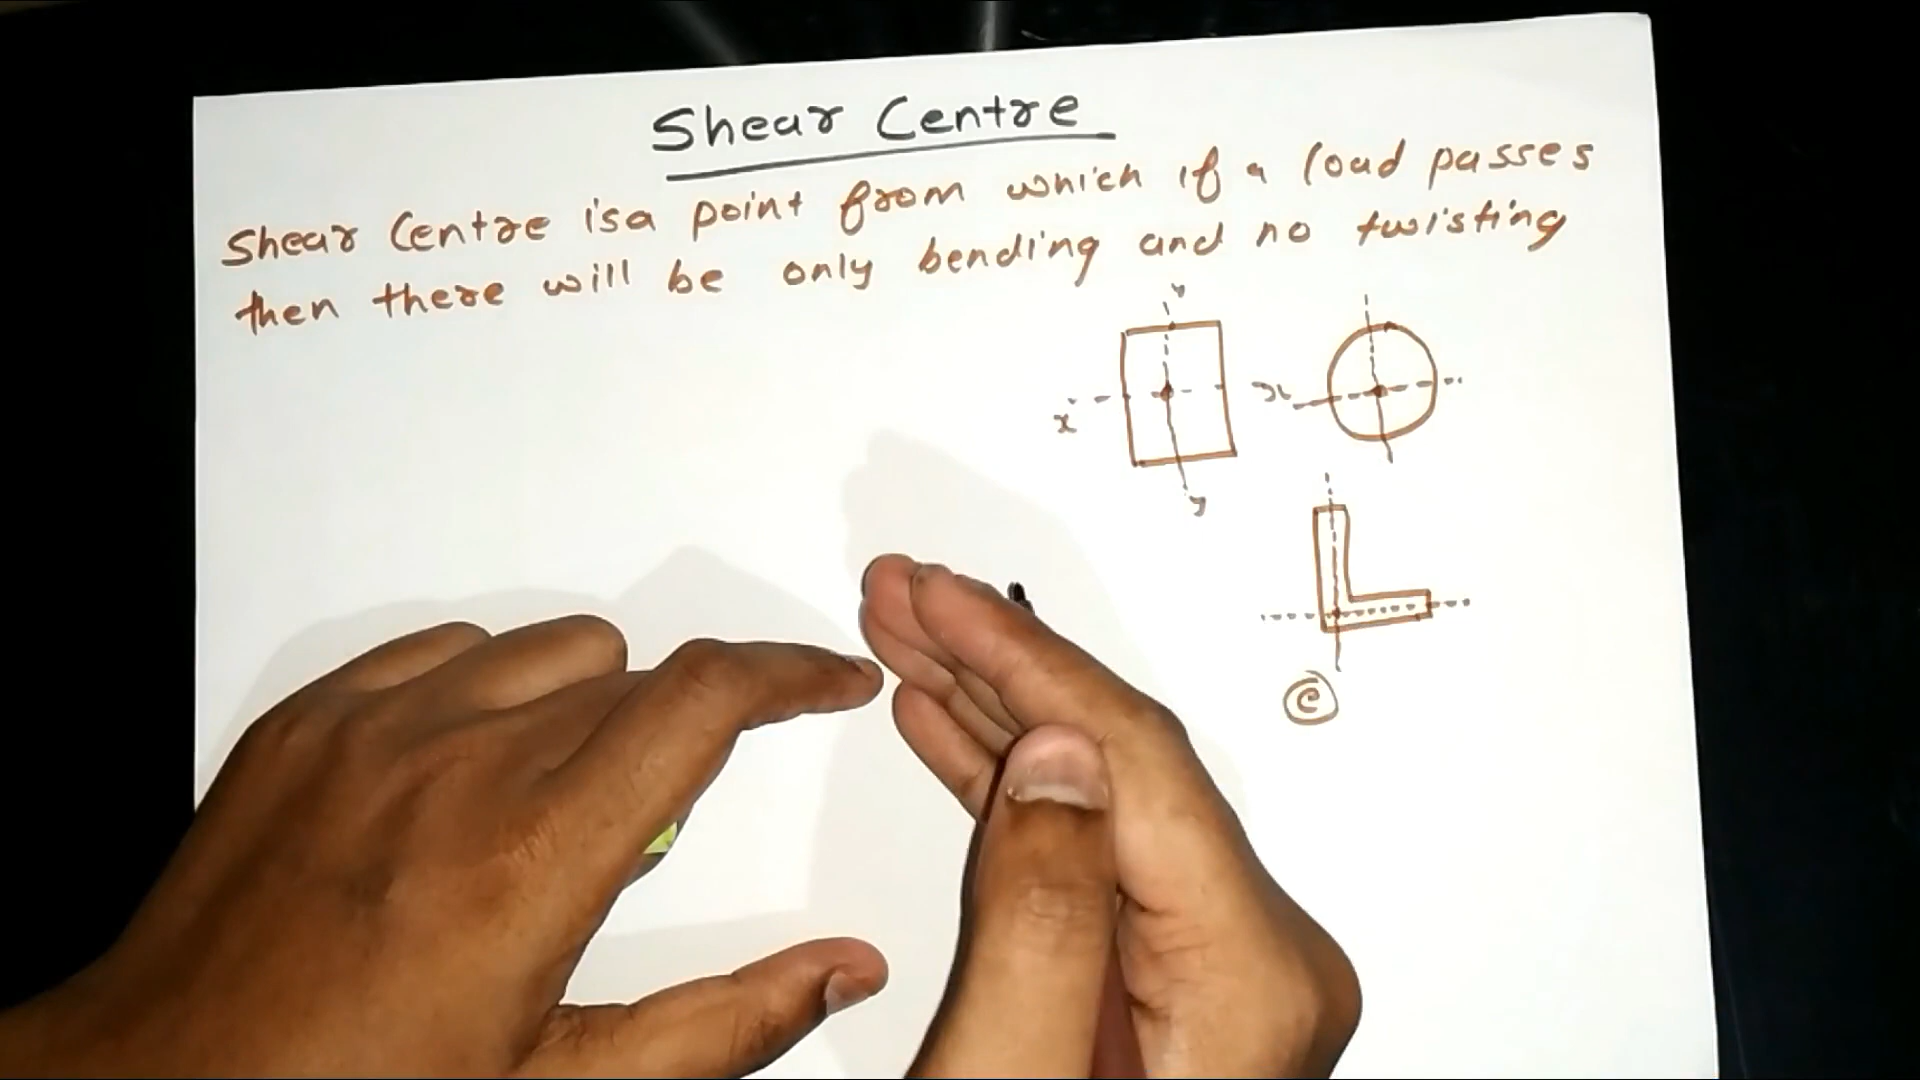 Shear Centre
Shear Centre is a point from which if a load passes
then there will be only bending and no twisting
y
x
x
y
e